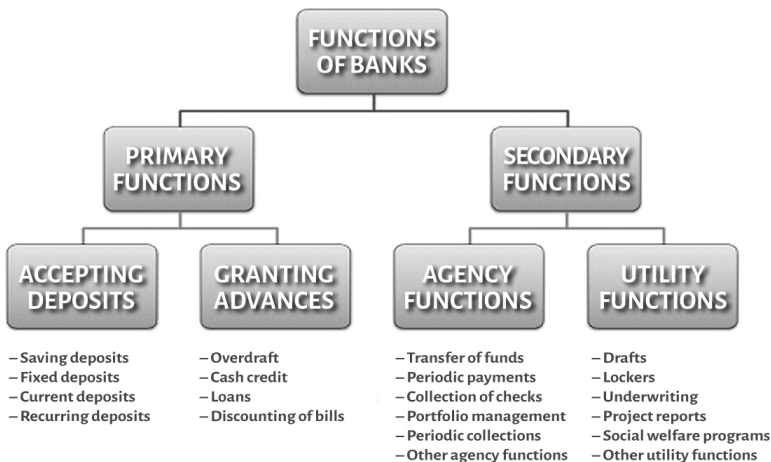 FUNCTIONS
OF BANKS
PRIMARY
FUNCTIONS
SECONDARY
FUNCTIONS
ACCEPTING
DEPOSITS
GRANTING
ADVANCES
AGENCY
FUNCTIONS
UTILITY
FUNCTIONS
– Saving deposits
– Fixed deposits
– Current deposits
– Recurring deposits
– Overdraft
– Cash credit
– Loans
– Discounting of bills
– Transfer of funds
– Periodic payments
– Collection of checks
– Portfolio management
– Periodic collections
– Other agency functions
– Drafts
– Lockers
– Underwriting
– Project reports
– Social welfare programs
– Other utility functions